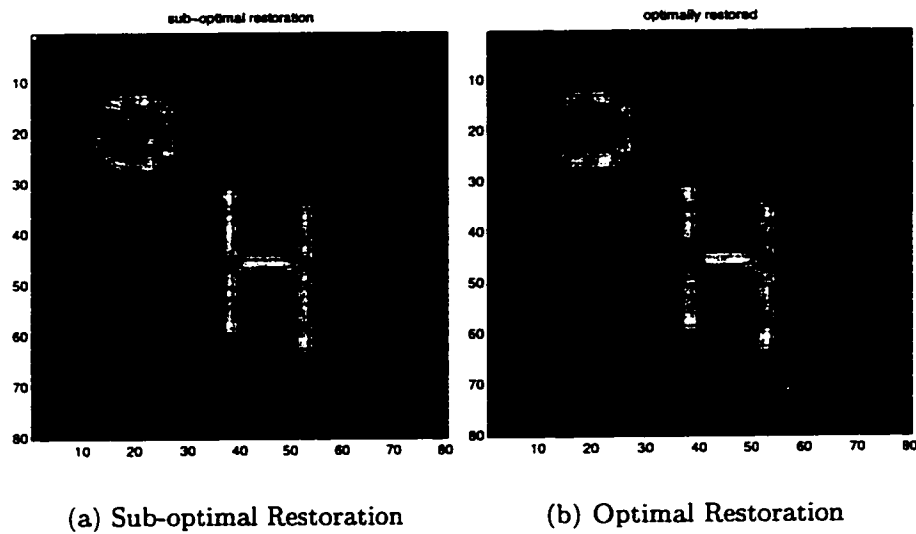 sub-optimal restoration
optimally restored
10
20
30
40
50
60
70
80
10 20 30 40 50 60 70 80
10
20
30
40
50
60
70
80
10 20 30 40 50 60 70 80
(a) Sub-optimal Restoration
(b) Optimal Restoration